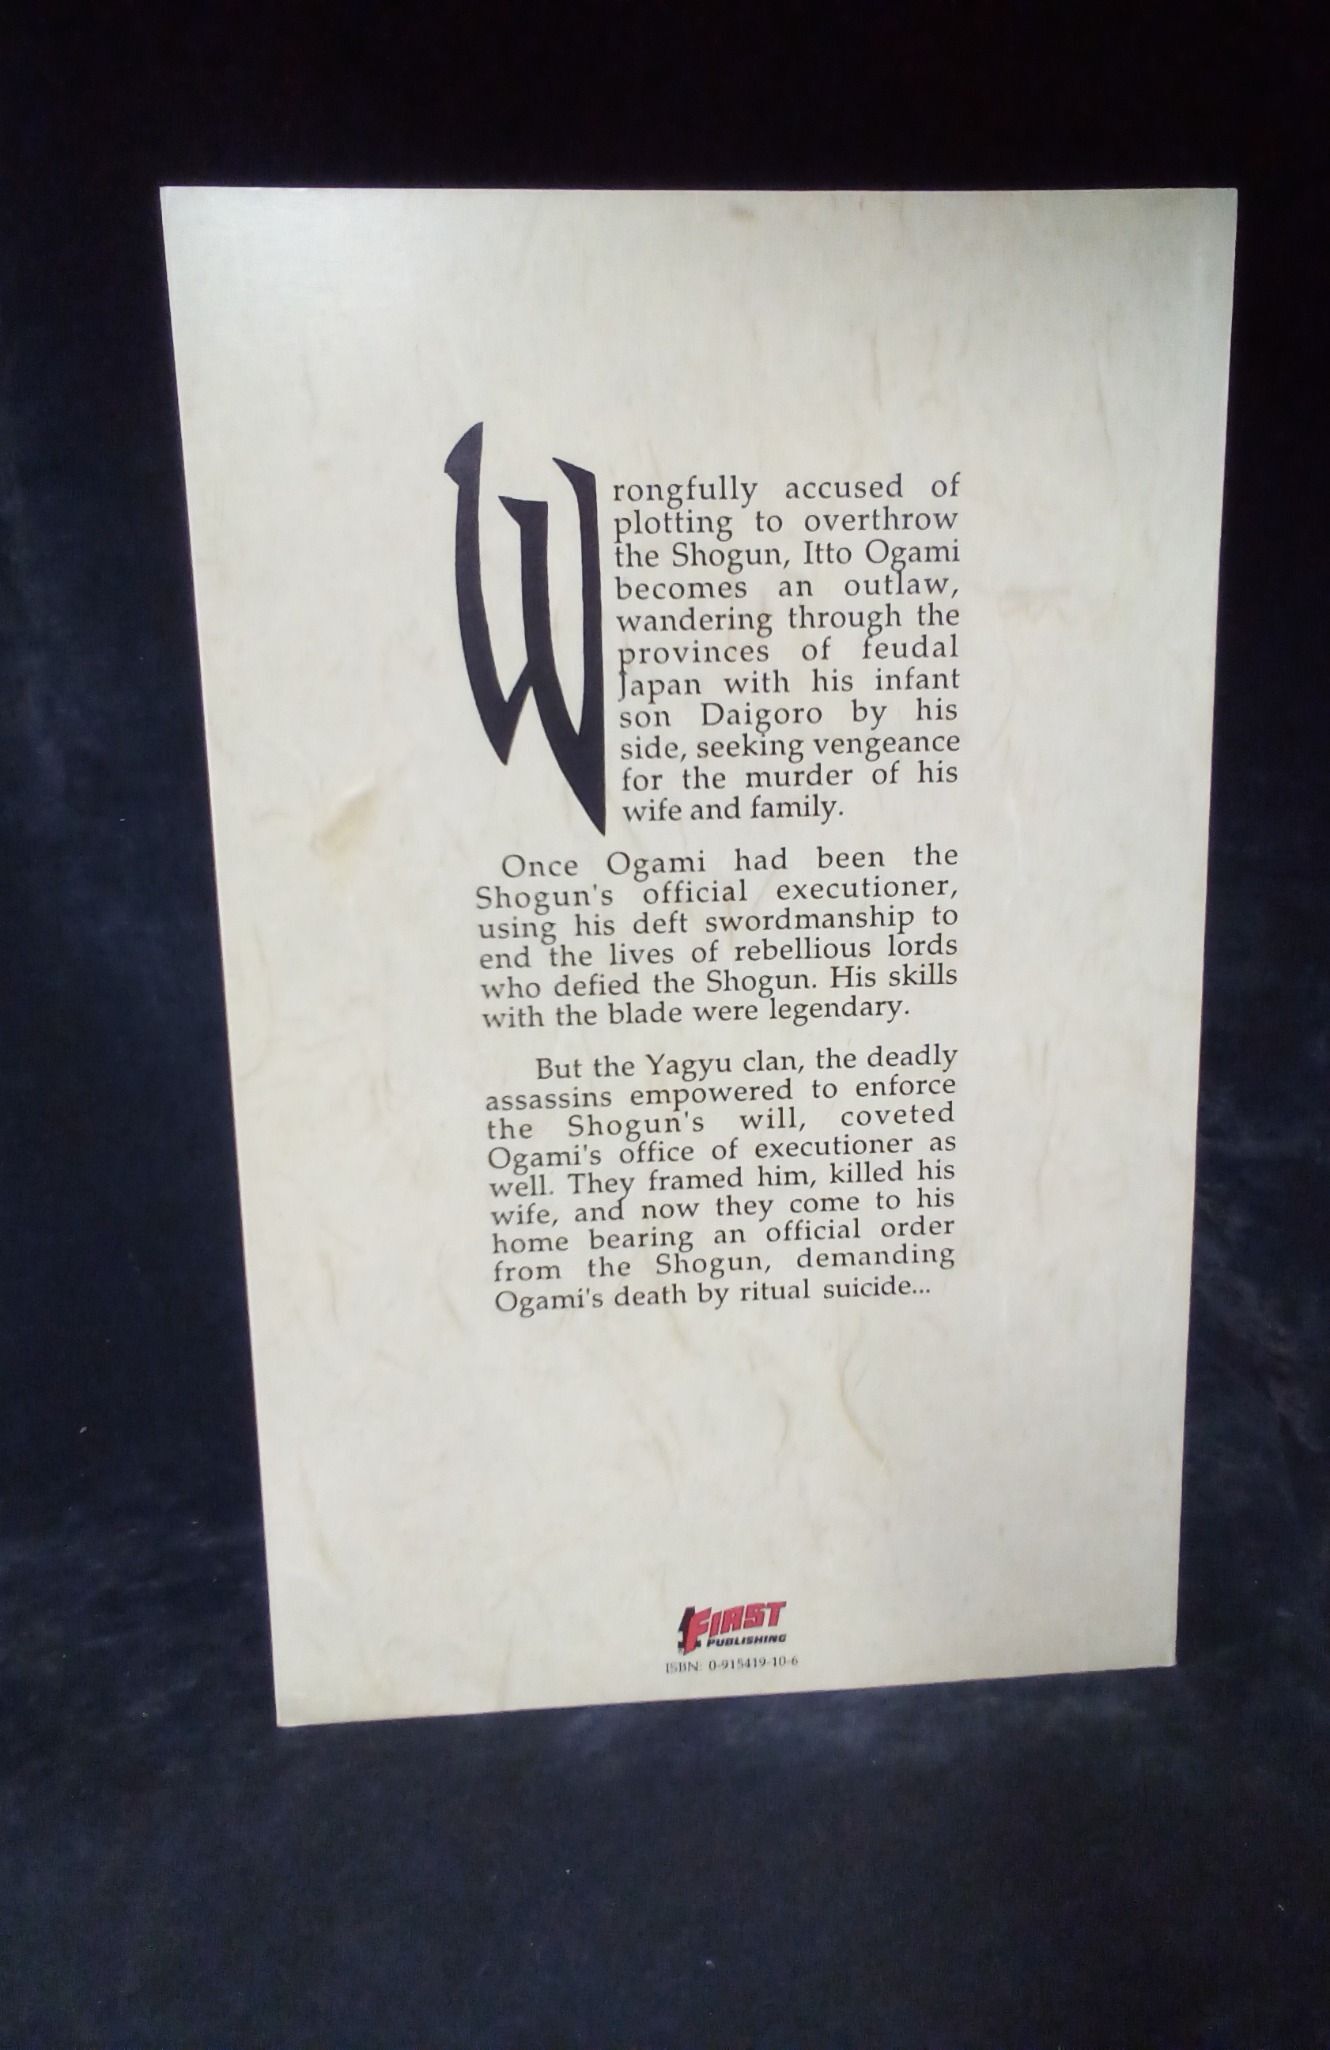 Wrongfully accused of
plotting to overthrow
the Shogun, Itto Ogami
becomes an outlaw,
wandering through the
provinces of feudal
Japan with his infant
son Daigoro by his
side, seeking vengeance
for the murder of his
wife and family.
Once Ogami had been the
Shogun's official executioner,
using his deft swordmanship to
end the lives of rebellious lords
who defied the Shogun. His skills
with the blade were legendary.
But the Yagyu clan, the deadly
assassins empowered to enforce
the Shogun's will, coveted
Ogami's office of executioner as
well. They framed him, killed his
wife, and now they come to his
home bearing an official order
from the Shogun, demanding
Ogami's death by ritual suicide...
FIRST
PUBLISHING
ISBN: 0-915419-10-6